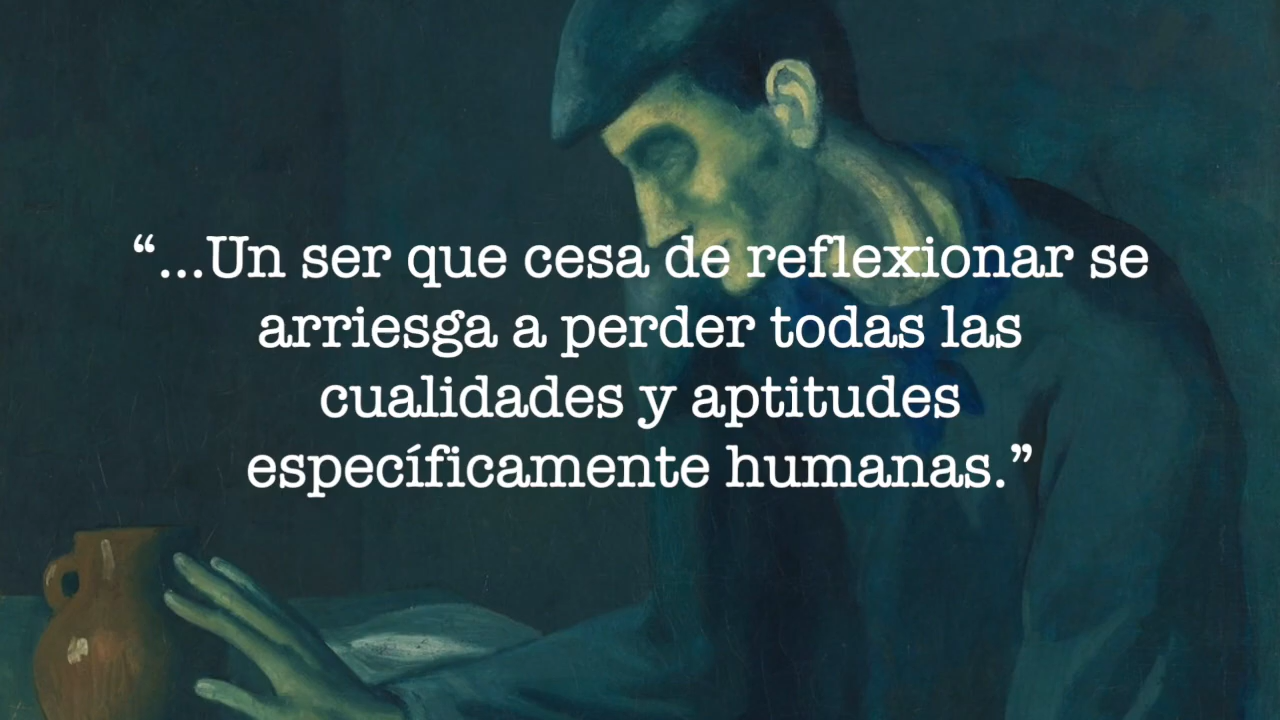 “...Un ser que cesa de reflexionar se
arriesga a perder todas las
cualidades y aptitudes
específicamente humanas.”